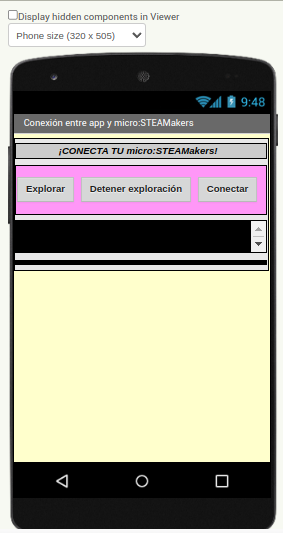 Display hidden components in Viewer
Phone size (320 x 505)
9:48
Conexión entre app y micro:STEAMakers
¡CONECTA TU micro:STEAMakers!
Explorar Detener exploración Conectar